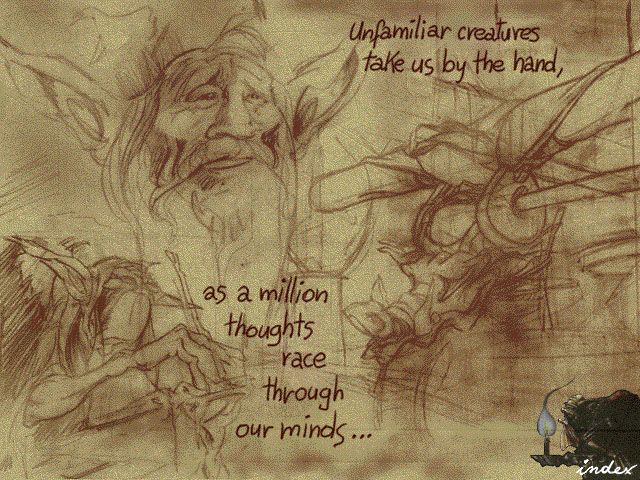 Unfamiliar creatures
take us by the hand,
as a million
thoughts
race
through
our minds...
index